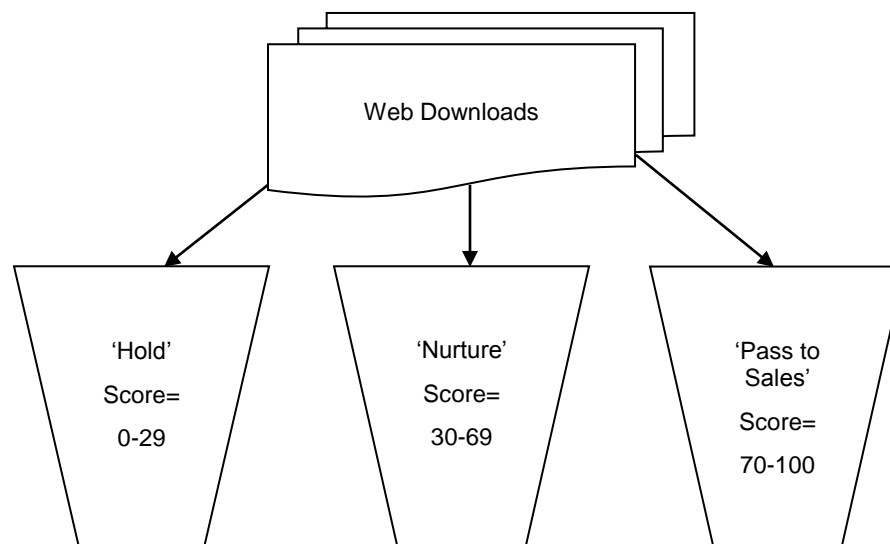 Web Downloads
‘Hold’
Score=
0-29
‘Nurture’
Score=
30-69
‘Pass to
Sales’
Score=
70-100